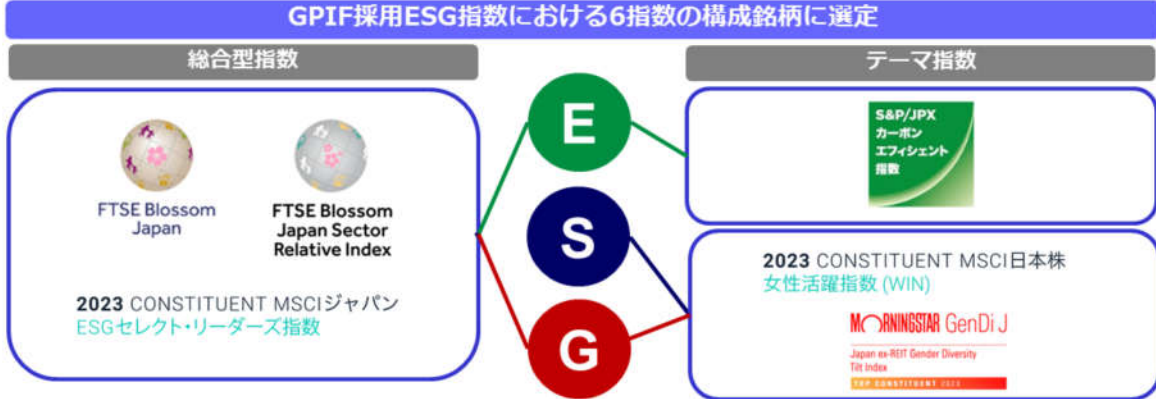 GPIF採用ESG指数における6指数の構成銘柄に選定
総合型指数
FTSE Blossom
Japan
FTSE Blossom
Japan Sector
Relative Index
2023 CONSTITUENT MSCIジャパン
ESGセレクト・リーダーズ指数
E
S
G
テーマ指数
S&P/JPX
カーボン
エフィシェント
指数
2023 CONSTITUENT MSCI日本株
女性活躍指数 (WIN)
MORNINGSTAR GenDi J
Japan ex-REIT Gender Diversity
Tilt Index
TOP CONSTITUENT 2023